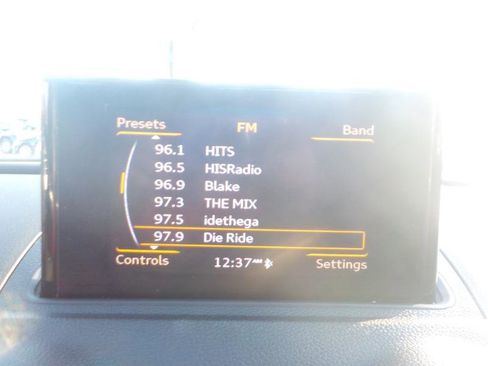 Presets FM Band
96.1 HITS
96.5 HISRadio
96.9 Blake
97.3 THE MIX
97.5 idethega
97.9 Die Ride
Controls 12:37AM Settings